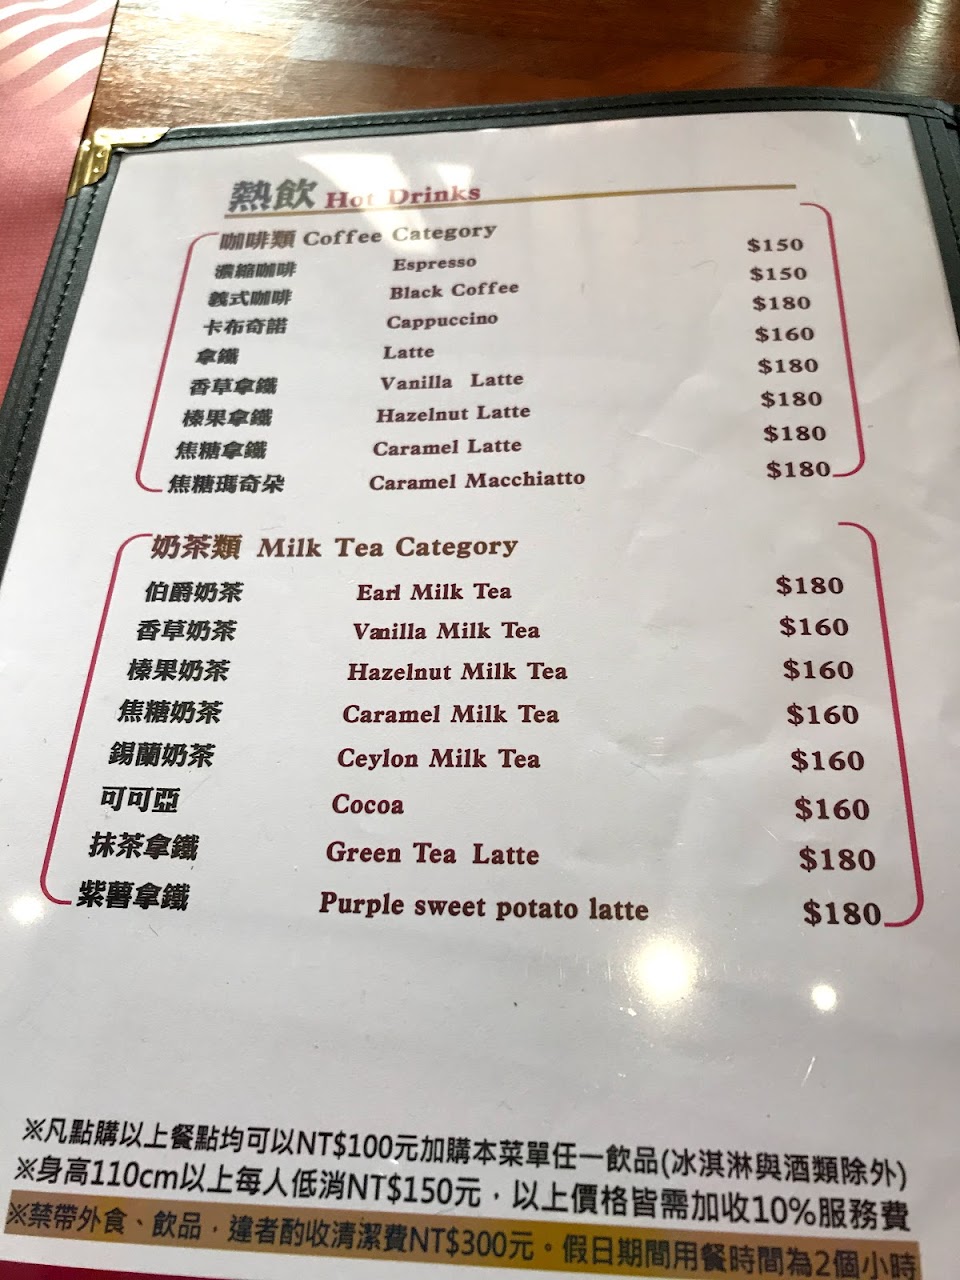 熱飲 Hot Drinks
咖啡類 Coffee Category
濃縮咖啡 Espresso $150
義式咖啡 Black Coffee $150
卡布奇諾 Cappuccino $180
拿鐵 Latte $160
香草拿鐵 Vanilla Latte $180
榛果拿鐵 Hazelnut Latte $180
焦糖拿鐵 Caramel Latte $180
焦糖瑪奇朵 Caramel Macchiatto $180
奶茶類 Milk Tea Category
伯爵奶茶 Earl Milk Tea $180
香草奶茶 Vanilla Milk Tea $160
榛果奶茶 Hazelnut Milk Tea $160
焦糖奶茶 Caramel Milk Tea $160
錫蘭奶茶 Ceylon Milk Tea $160
可可亞 Cocoa $160
抹茶拿鐵 Green Tea Latte $180
紫薯拿鐵 Purple sweet potato latte $180
※凡點購以上餐點均可以NT$100元加購本菜單任一飲品(冰淇淋與酒類除外)
※身高110cm以上每人低消NT$150元，以上價格皆需加收10%服務費
※禁帶外食、飲品，違者酌收清潔費NT$300元。假日期間用餐時間為2個小時